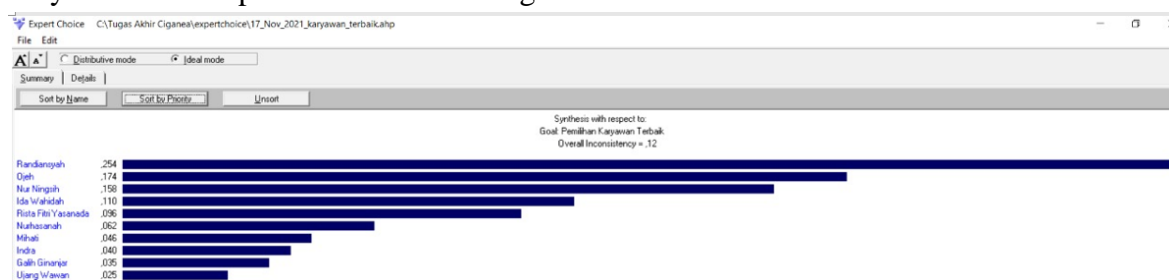 Expert Choice C:\Tugas Akhir Ciganea\expertchoice\17_Nov_2021_karyawan_terbaik.ahp
File Edit
A A Distributive mode Ideal mode
Summary Details
Sort by Name Sort by Priority Unsort
Synthesis with respect to:
Goal: Pemilihan Karyawan Terbaik
Overall Inconsistency = ,12
Randiansyah ,254
Ojeh ,174
Nur Ningsih ,158
Ida Wahidah ,110
Rista Fitri Yasanada ,096
Nurhasanah ,062
Mihati ,046
Indra ,040
Galih Ginanjar ,035
Ujang Wawan ,025